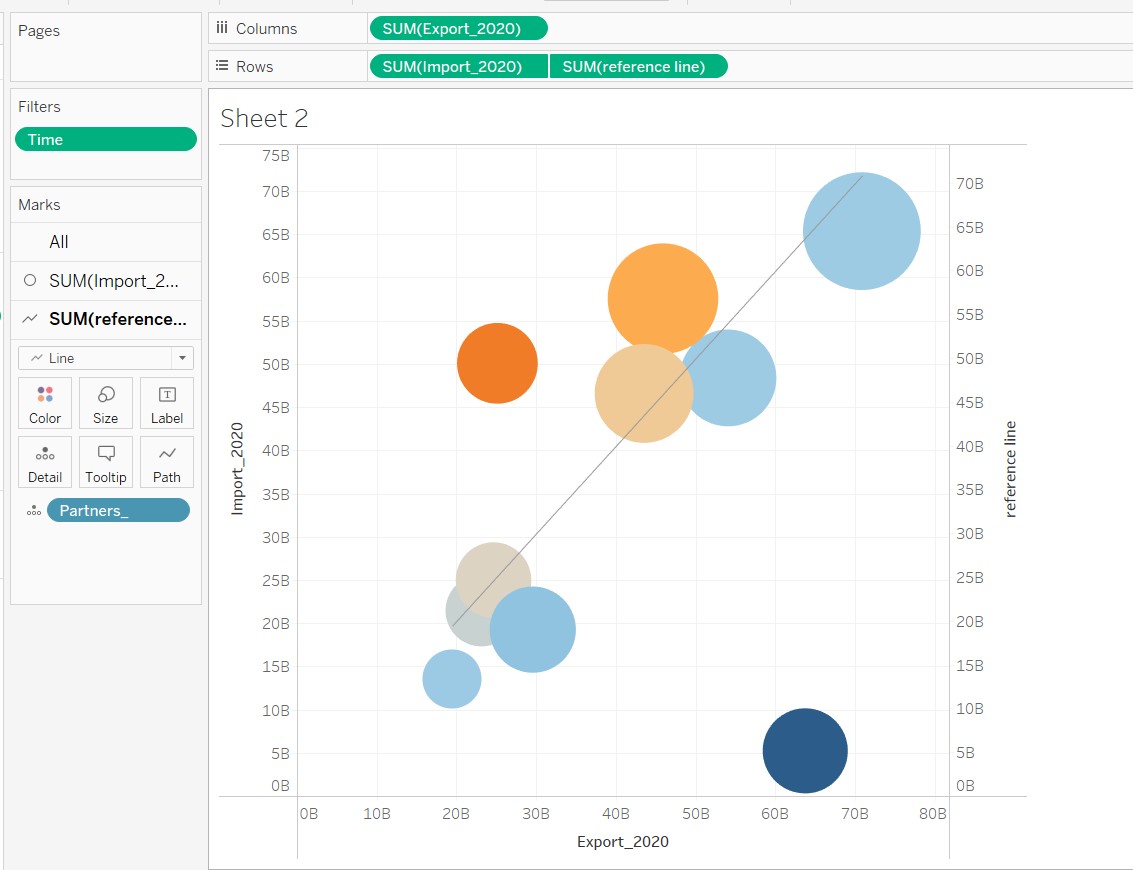 Pages
Columns
SUM(Export_2020)
Rows
SUM(Import_2020)
SUM(reference line)
Filters
Time
Marks
All
SUM(Import_2...
SUM(reference...
Line
Color
Size
Label
Detail
Tooltip
Path
Partners_
Sheet 2
75B
70B
65B
60B
55B
50B
45B
40B
35B
30B
25B
20B
15B
10B
5B
0B
Import_2020
70B
65B
60B
55B
50B
45B
40B
35B
30B
25B
20B
15B
10B
5B
0B
reference line
0B 10B 20B 30B 40B 50B 60B 70B 80B
Export_2020